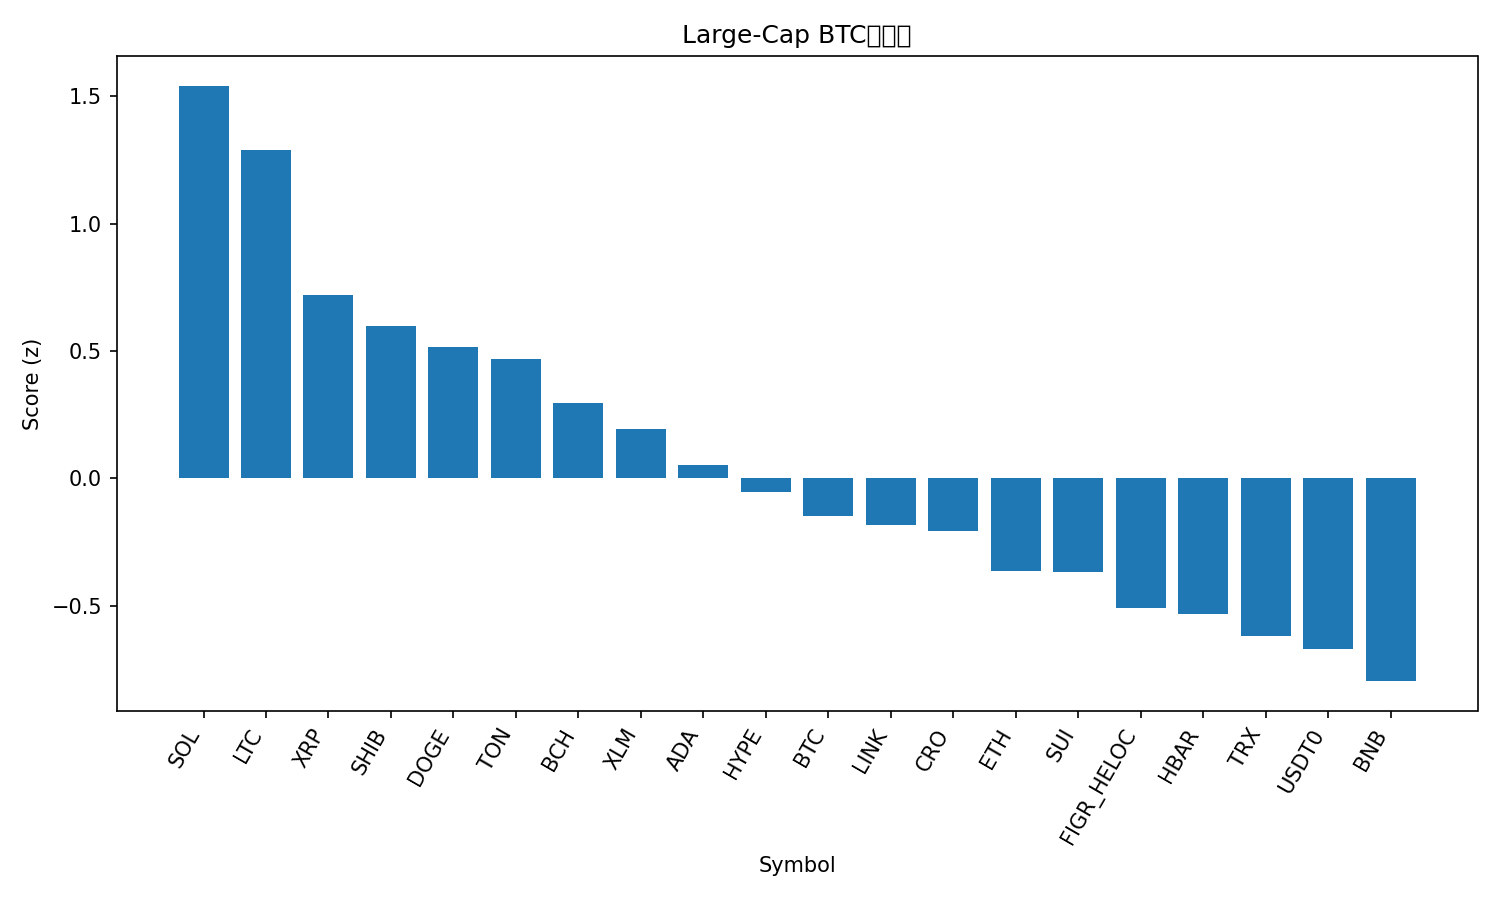 Large-Cap BTC
Score (z)
1.5
1.0
0.5
0.0
−0.5
SOL
LTC
XRP
SHIB
DOGE
TON
BCH
XLM
ADA
HYPE
BTC
LINK
CRO
ETH
SUI
FIGR_HELOC
HBAR
TRX
USDT0
BNB
Symbol